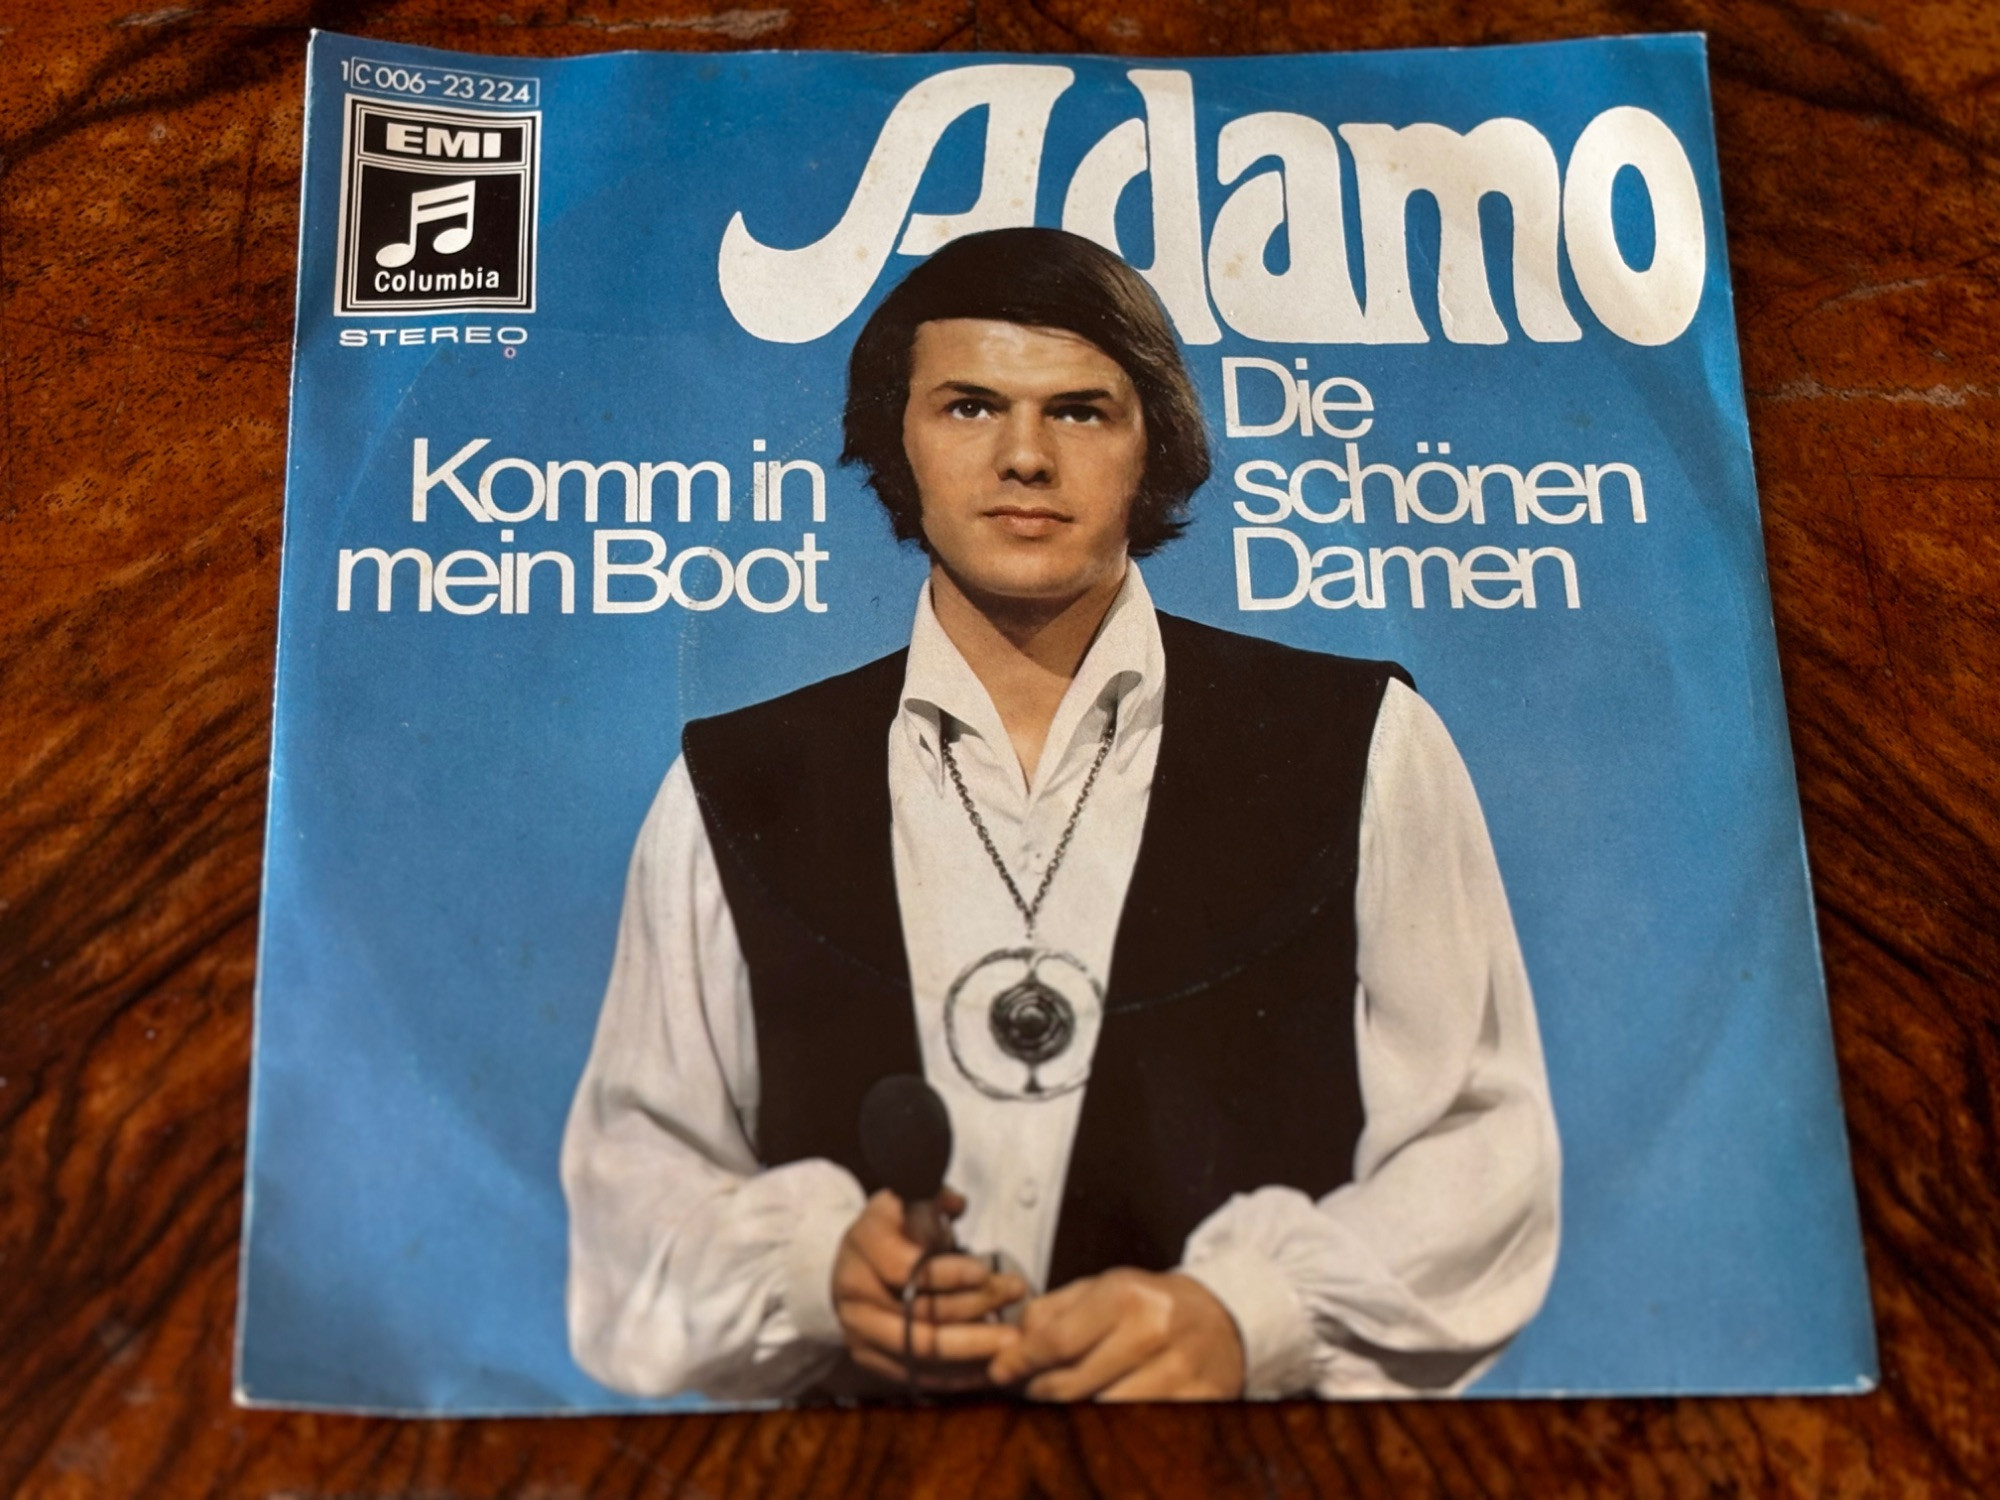 1C 006-23 224
EMI
Columbia
STEREO
Adamo
Komm in
mein Boot
Die
schönen
Damen